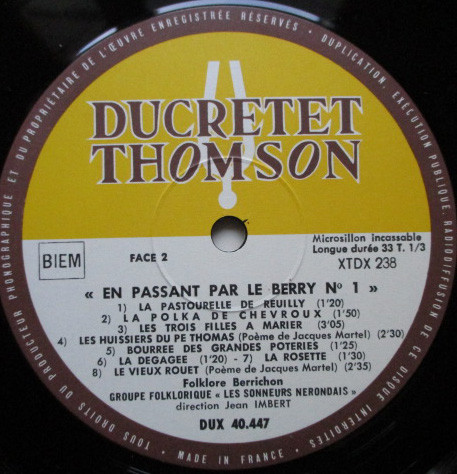 TOUS DROITS DU PRODUCTEUR PHONOGRAPHIQUE ET DU PROPRIÉTAIRE DE L'ŒUVRE ENREGISTRÉE RÉSERVÉS • DUPLICATION, EXÉCUTION PUBLIQUE, RADIODIFFUSION DE CE DISQUE INTERDITES
• MADE IN FRANCE •
DUCRETET
THOMSON
BIEM
FACE 2
Microsillon incassable
Longue durée 33 T. 1/3
XTDX 238
« EN PASSANT PAR LE BERRY Nº 1 »
1) LA PASTOURELLE DE REUILLY (1'20)
2) LA POLKA DE CHEVROUX (1'50)
3) LES TROIS FILLES A MARIER (3'05)
4) LES HUISSIERS DU PE THOMAS (Poème de Jacques Martel) (2'30)
5) BOURREE DES GRANDES POTERIES (1'25)
6) LA DEGAGEE (1'20) - 7) LA ROSETTE (1'30)
8) LE VIEUX ROUET (Poème de Jacques Martel) (2'35)
Folklore Berrichon
GROUPE FOLKLORIQUE « LES SONNEURS NERONDAIS »
direction Jean IMBERT
DUX 40.447